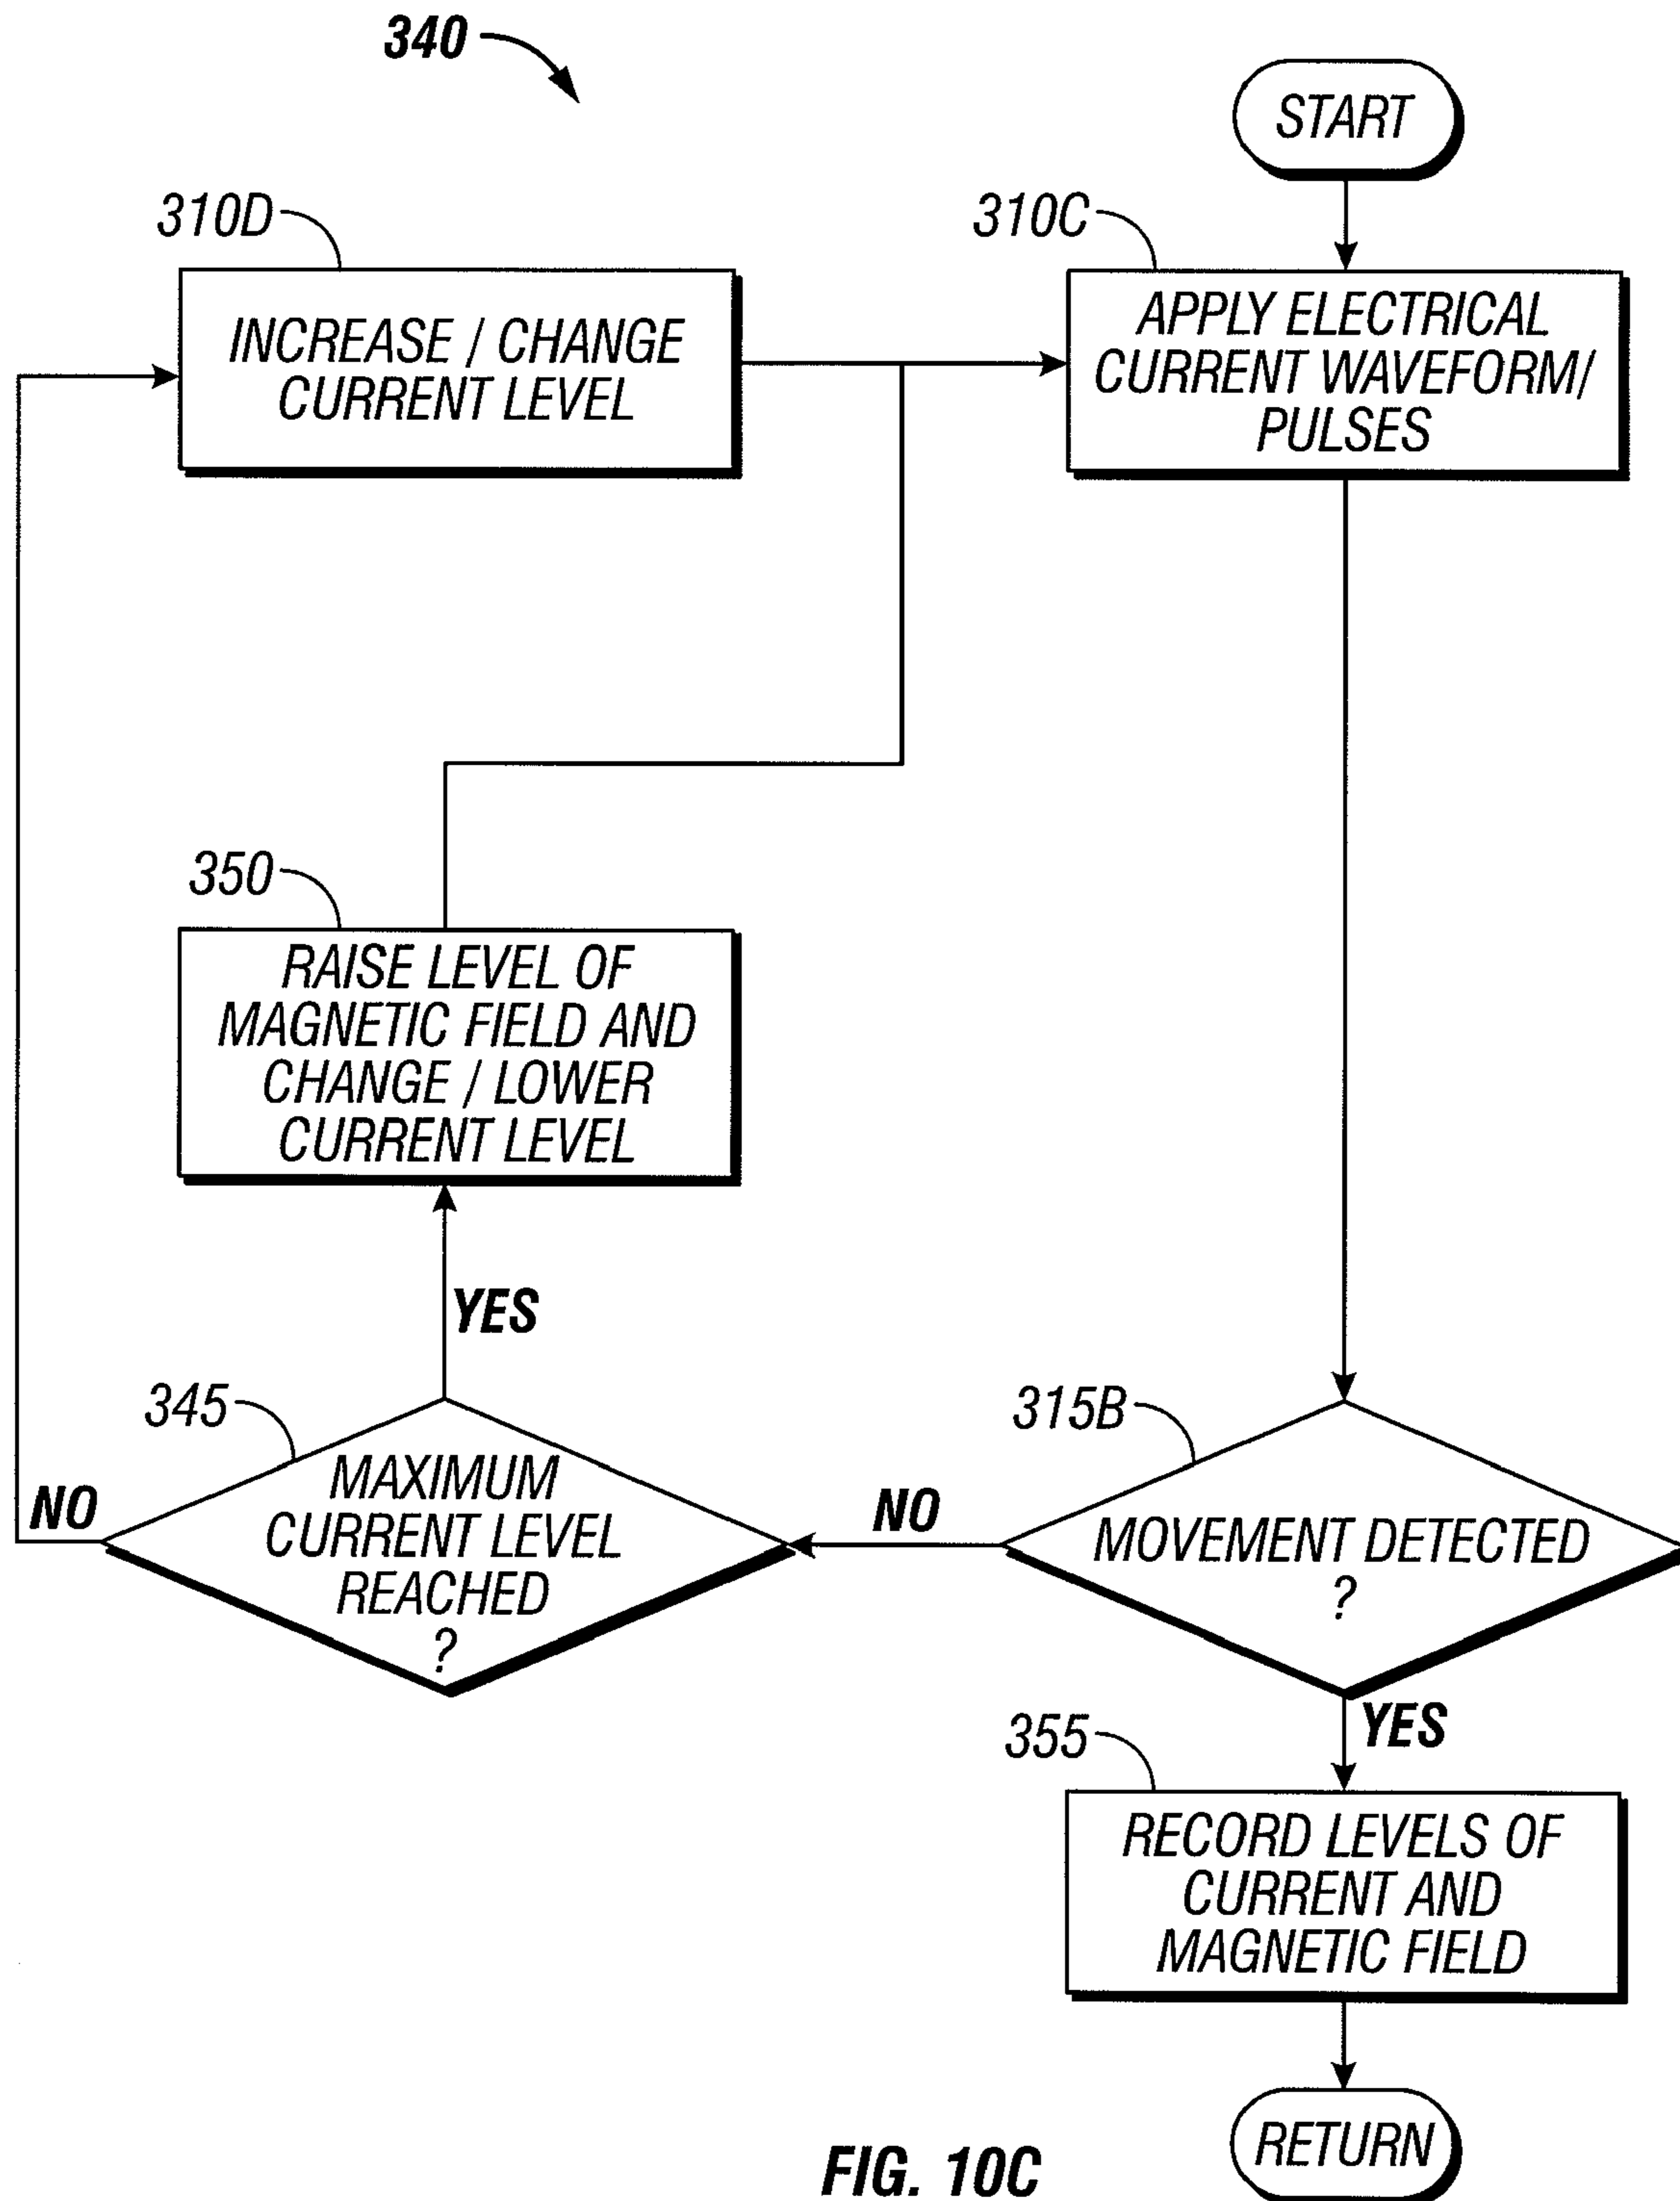 340
START
310D
310C
INCREASE / CHANGE
CURRENT LEVEL
APPLY ELECTRICAL
CURRENT WAVEFORM/
PULSES
350
RAISE LEVEL OF
MAGNETIC FIELD AND
CHANGE / LOWER
CURRENT LEVEL
YES
345
315B
MAXIMUM
CURRENT LEVEL
REACHED
?
NO
NO
MOVEMENT DETECTED
?
YES
355
RECORD LEVELS OF
CURRENT AND
MAGNETIC FIELD
RETURN
FIG. 10C